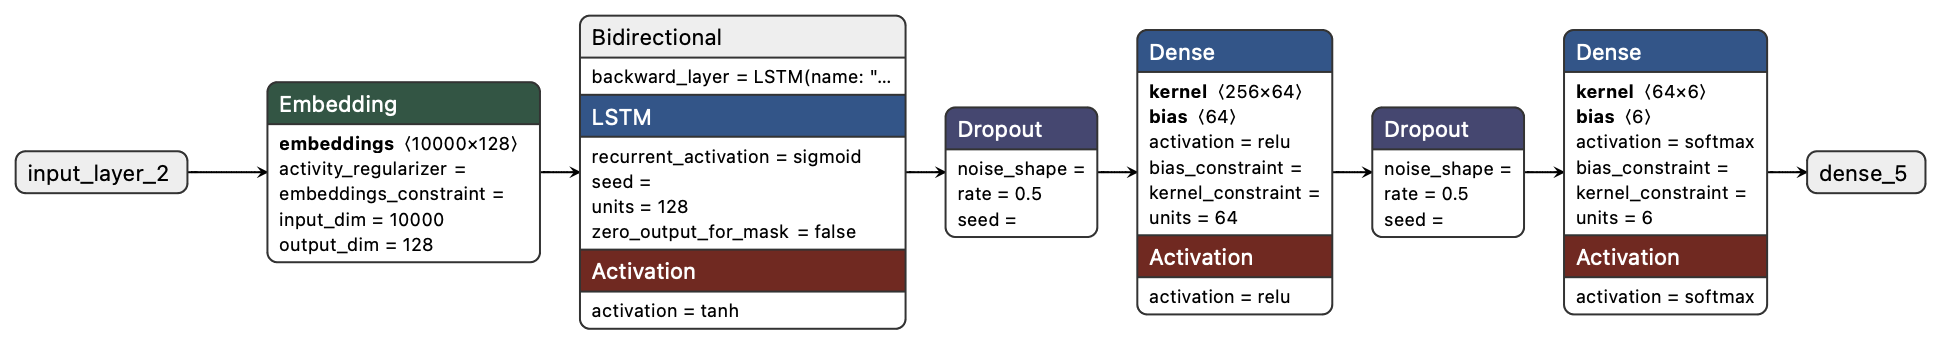 input_layer_2
Embedding
embeddings ⟨10000×128⟩
activity_regularizer =
embeddings_constraint =
input_dim = 10000
output_dim = 128
Bidirectional
backward_layer = LSTM(name: "...
LSTM
recurrent_activation = sigmoid
seed =
units = 128
zero_output_for_mask = false
Activation
activation = tanh
Dropout
noise_shape =
rate = 0.5
seed =
Dense
kernel ⟨256×64⟩
bias ⟨64⟩
activation = relu
bias_constraint =
kernel_constraint =
units = 64
Activation
activation = relu
Dropout
noise_shape =
rate = 0.5
seed =
Dense
kernel ⟨64×6⟩
bias ⟨6⟩
activation = softmax
bias_constraint =
kernel_constraint =
units = 6
Activation
activation = softmax
dense_5